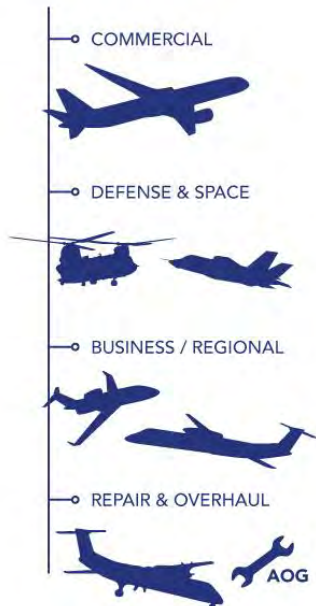 COMMERCIAL
DEFENSE & SPACE
BUSINESS / REGIONAL
REPAIR & OVERHAUL
AOG